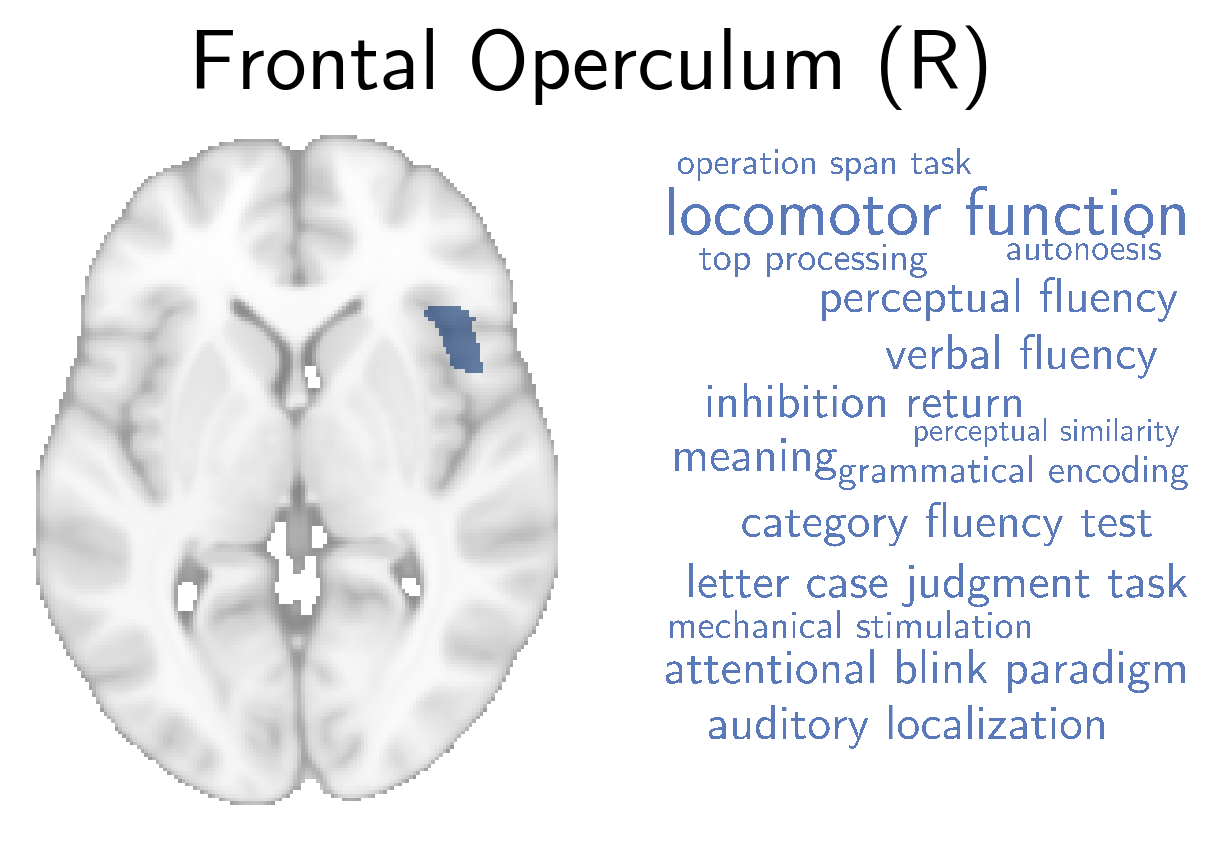 Frontal Operculum (R)
operation span task
locomotor function
autonoesis
top processing
perceptual fluency
verbal fluency
inhibition return
perceptual similarity
meaning
grammatical encoding
category fluency test
letter case judgment task
mechanical stimulation
attentional blink paradigm
auditory localization